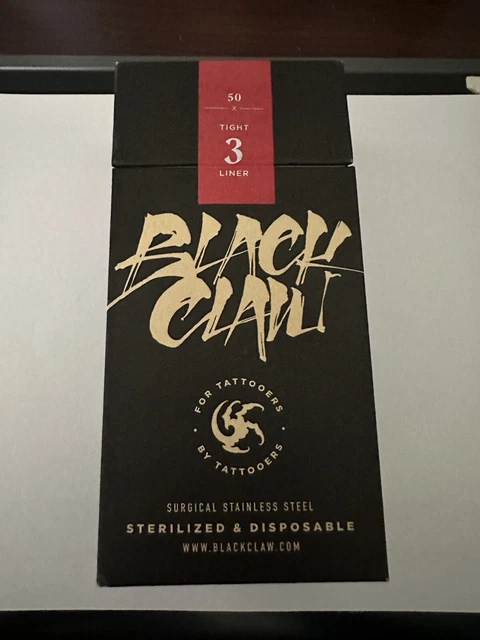 50
X
TIGHT
3
LINER
BLACK
CLAW
FOR TATTOOERS
BY TATTOOERS
SURGICAL STAINLESS STEEL
STERILIZED & DISPOSABLE
WWW.BLACKCLAW.COM